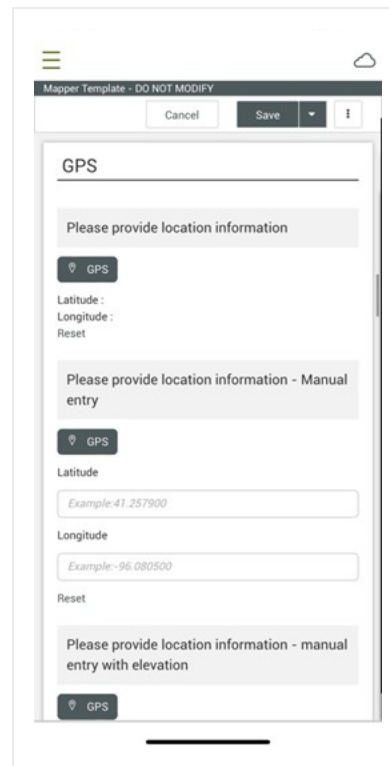 Mapper Template - DO NOT MODIFY
Cancel
Save
GPS
Please provide location information
GPS
Latitude :
Longitude :
Reset
Please provide location information - Manual
entry
GPS
Latitude
Example:41.257900
Longitude
Example:-96.080500
Reset
Please provide location information - manual
entry with elevation
GPS